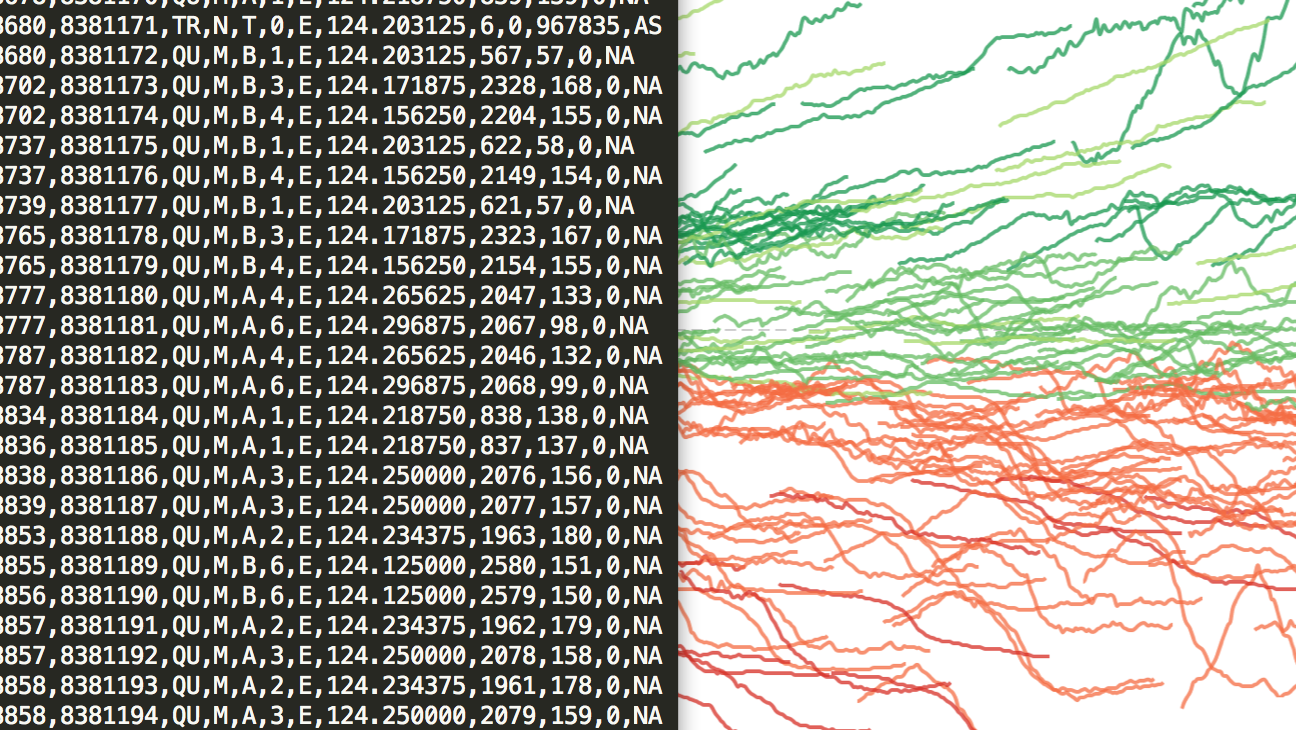 3680,8381171,TR,N,T,0,E,124.203125,6,0,967835,AS
3680,8381172,QU,M,B,1,E,124.203125,567,57,0,NA
3702,8381173,QU,M,B,3,E,124.171875,2328,168,0,NA
3702,8381174,QU,M,B,4,E,124.156250,2204,155,0,NA
3737,8381175,QU,M,B,1,E,124.203125,622,58,0,NA
3737,8381176,QU,M,B,4,E,124.156250,2149,154,0,NA
3739,8381177,QU,M,B,1,E,124.203125,621,57,0,NA
3765,8381178,QU,M,B,3,E,124.171875,2323,167,0,NA
3765,8381179,QU,M,B,4,E,124.156250,2154,155,0,NA
3777,8381180,QU,M,A,4,E,124.265625,2047,133,0,NA
3777,8381181,QU,M,A,6,E,124.296875,2067,98,0,NA
3787,8381182,QU,M,A,4,E,124.265625,2046,132,0,NA
3787,8381183,QU,M,A,6,E,124.296875,2068,99,0,NA
3834,8381184,QU,M,A,1,E,124.218750,838,138,0,NA
3836,8381185,QU,M,A,1,E,124.218750,837,137,0,NA
3838,8381186,QU,M,A,3,E,124.250000,2076,156,0,NA
3839,8381187,QU,M,A,3,E,124.250000,2077,157,0,NA
3853,8381188,QU,M,A,2,E,124.234375,1963,180,0,NA
3855,8381189,QU,M,B,6,E,124.125000,2580,151,0,NA
3856,8381190,QU,M,B,6,E,124.125000,2579,150,0,NA
3857,8381191,QU,M,A,2,E,124.234375,1962,179,0,NA
3857,8381192,QU,M,A,3,E,124.250000,2078,158,0,NA
3858,8381193,QU,M,A,2,E,124.234375,1961,178,0,NA
3858,8381194,QU,M,A,3,E,124.250000,2079,159,0,NA